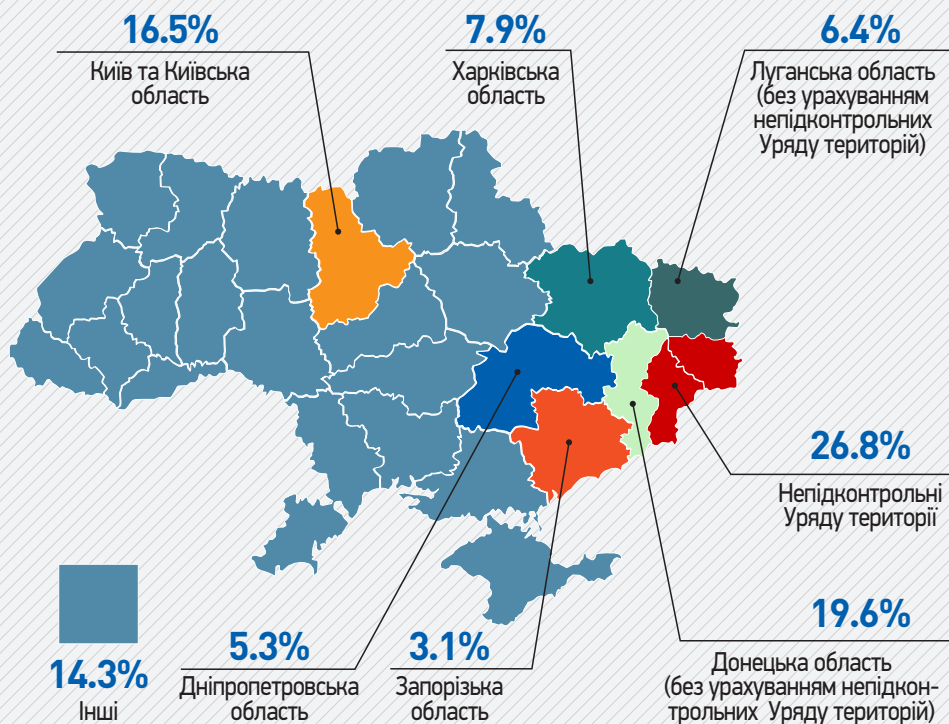 16.5%
Київ та Київська
область
7.9%
Харківська
область
6.4%
Луганська область
(без урахуванням
непідконтрольних
Уряду територій)
26.8%
Непідконтрольні
Уряду території
19.6%
Донецька область
(без урахуванням непідкон-
трольних Уряду територій)
3.1%
Запорізька
область
5.3%
Дніпропетровська
область
14.3%
Інші